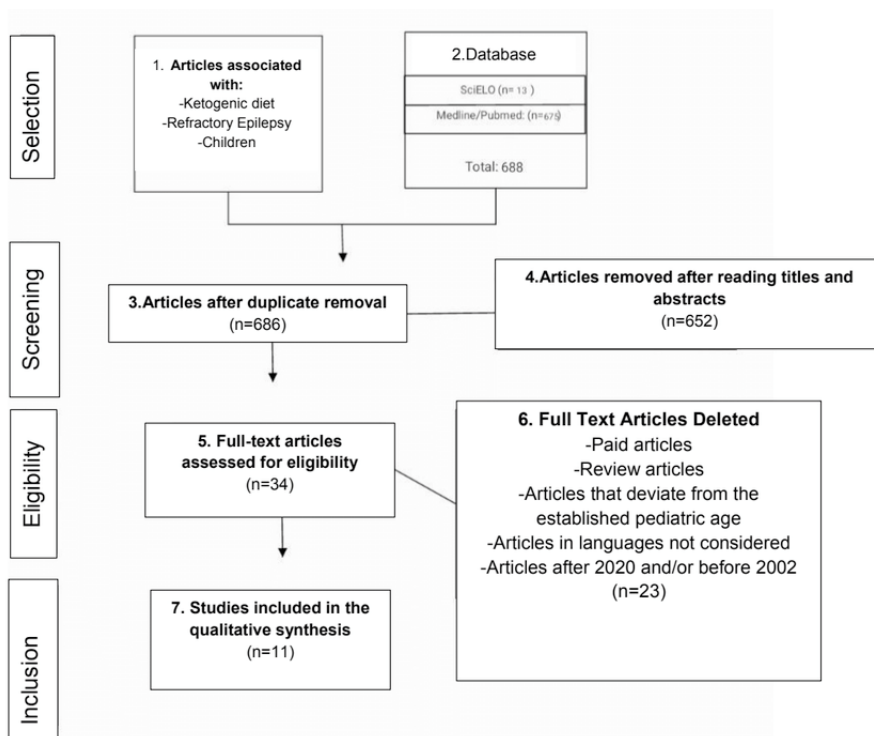 Selection
1. Articles associated
with:
-Ketogenic diet
-Refractory Epilepsy
-Children
2.Database
SciELO (n= 13 )
Medline/Pubmed: (n=675)
Total: 688
Screening
3.Articles after duplicate removal
(n=686)
4.Articles removed after reading titles and
abstracts
(n=652)
Eligibility
5. Full-text articles
assessed for eligibility
(n=34)
6. Full Text Articles Deleted
-Paid articles
-Review articles
-Articles that deviate from the
established pediatric age
-Articles in languages not considered
-Articles after 2020 and/or before 2002
(n=23)
Inclusion
7. Studies included in the
qualitative synthesis
(n=11)